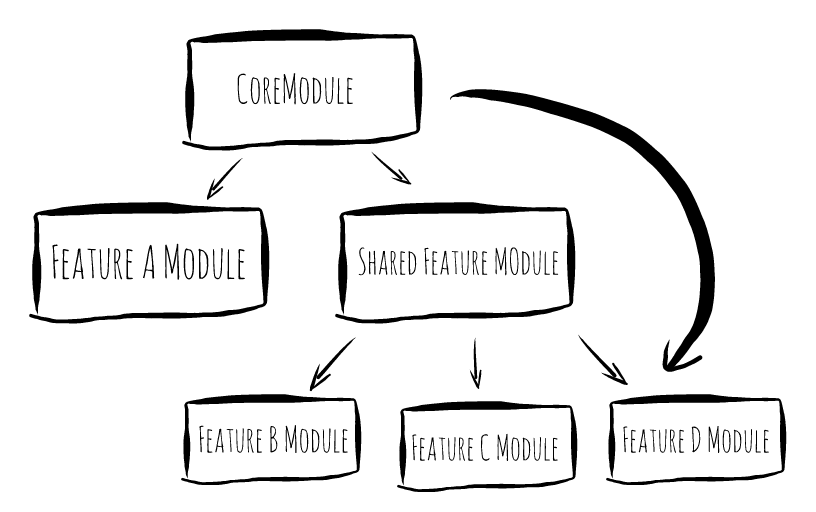 CoreModule
Feature A Module
Shared Feature MOdule
Feature B Module
Feature C Module
Feature D Module